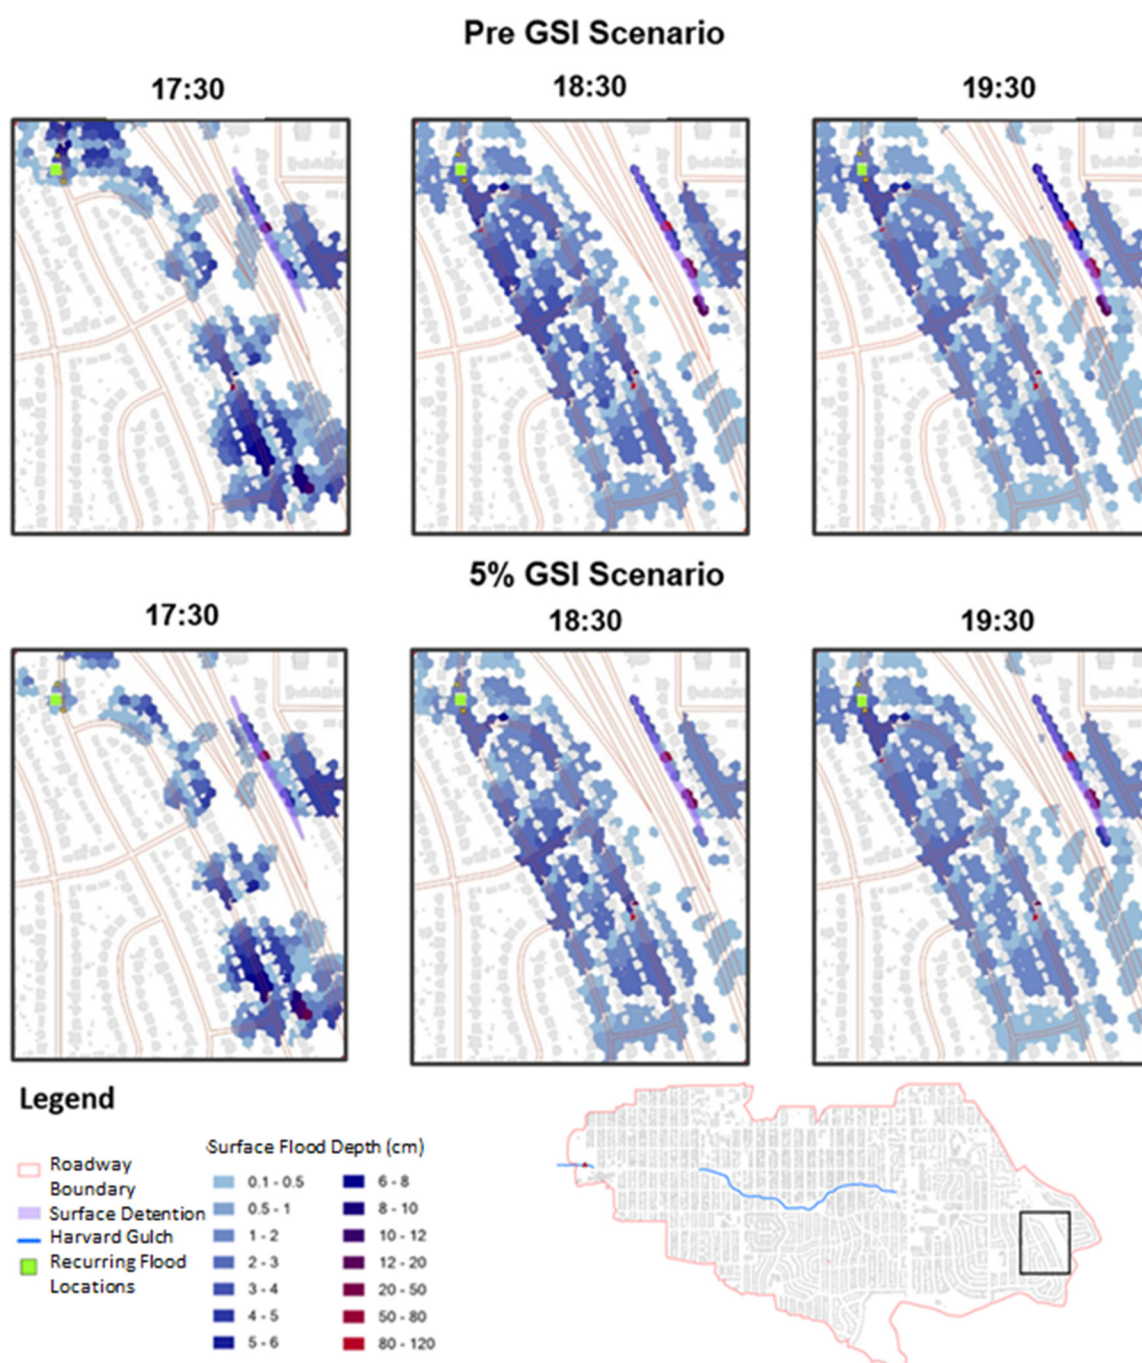 Pre GSI Scenario
17:30
18:30
19:30
5% GSI Scenario
17:30
18:30
19:30
Legend
Roadway
Boundary
Surface Detention
Harvard Gulch
Recurring Flood
Locations
Surface Flood Depth (cm)
0.1 - 0.5
0.5 - 1
1 - 2
2 - 3
3 - 4
4 - 5
5 - 6
6 - 8
8 - 10
10 - 12
12 - 20
20 - 50
50 - 80
80 - 120